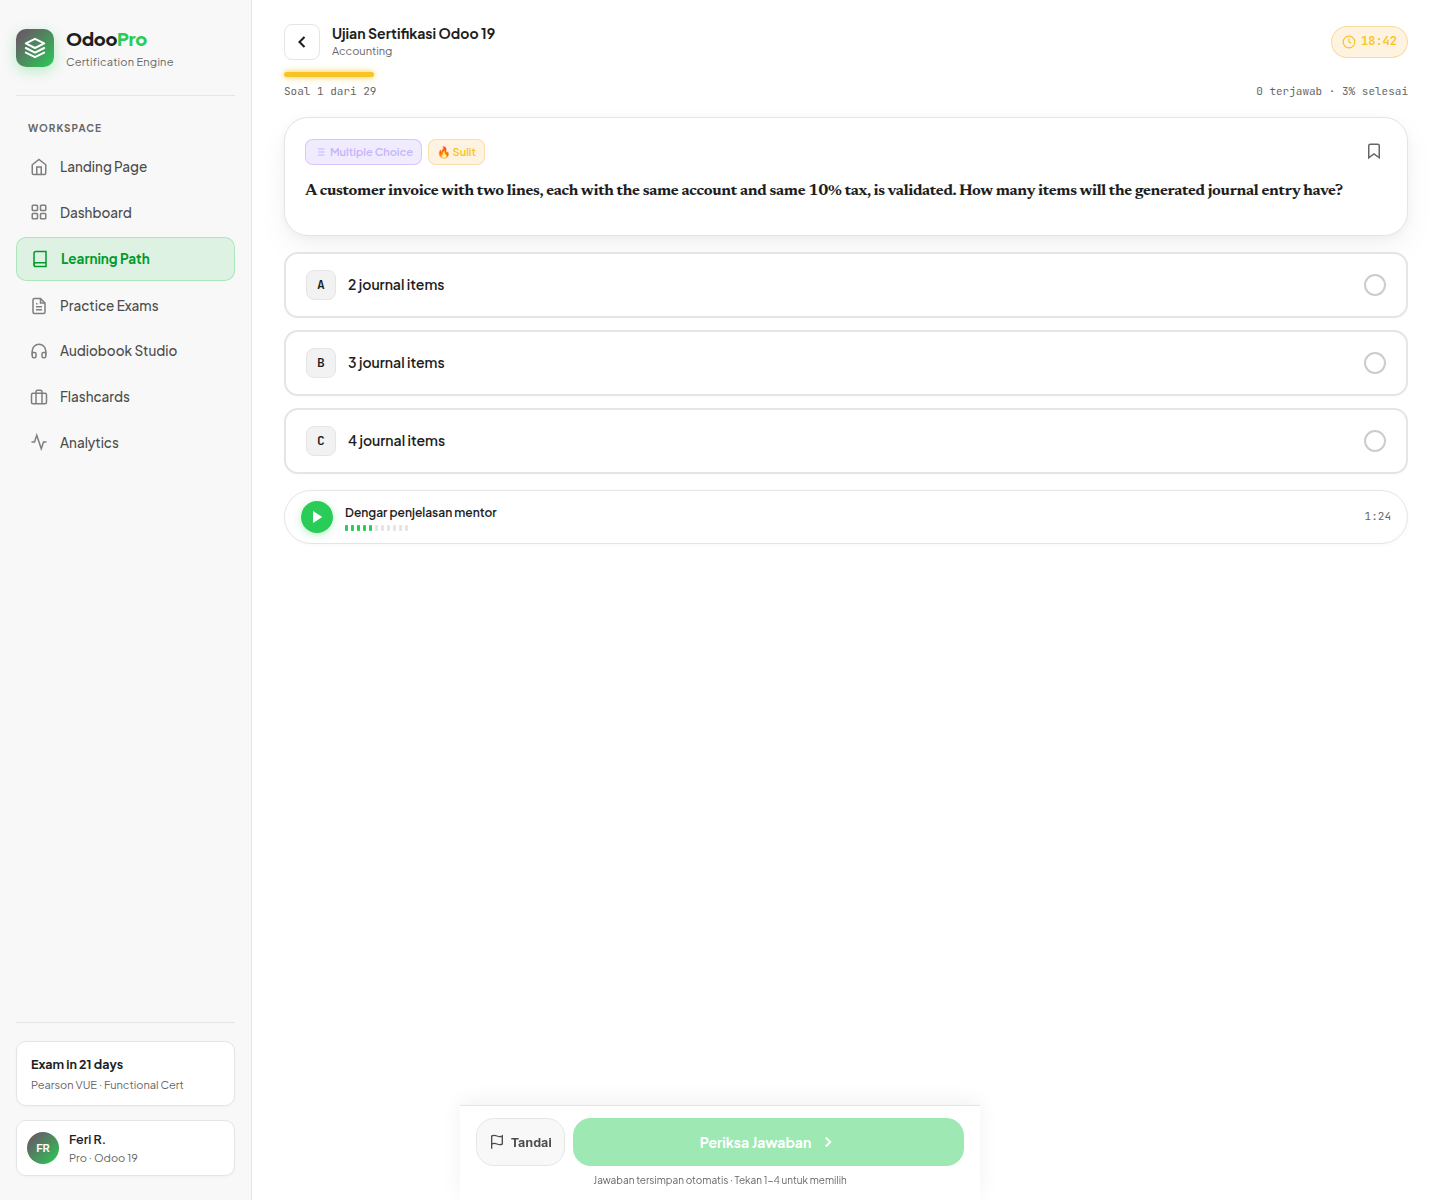 OdooPro
Certification Engine
WORKSPACE
Landing Page
Dashboard
Learning Path
Practice Exams
Audiobook Studio
Flashcards
Analytics
Exam in 21 days
Pearson VUE · Functional Cert
FR
Feri R.
Pro · Odoo 19
Ujian Sertifikasi Odoo 19
Accounting
18:42
Soal 1 dari 29
0 terjawab · 3% selesai
Multiple Choice
🔥 Sulit
A customer invoice with two lines, each with the same account and same 10% tax, is validated. How many items will the generated journal entry have?
A 2 journal items
B 3 journal items
C 4 journal items
Dengar penjelasan mentor
1:24
Tandai
Periksa Jawaban
Jawaban tersimpan otomatis · Tekan 1–4 untuk memilih